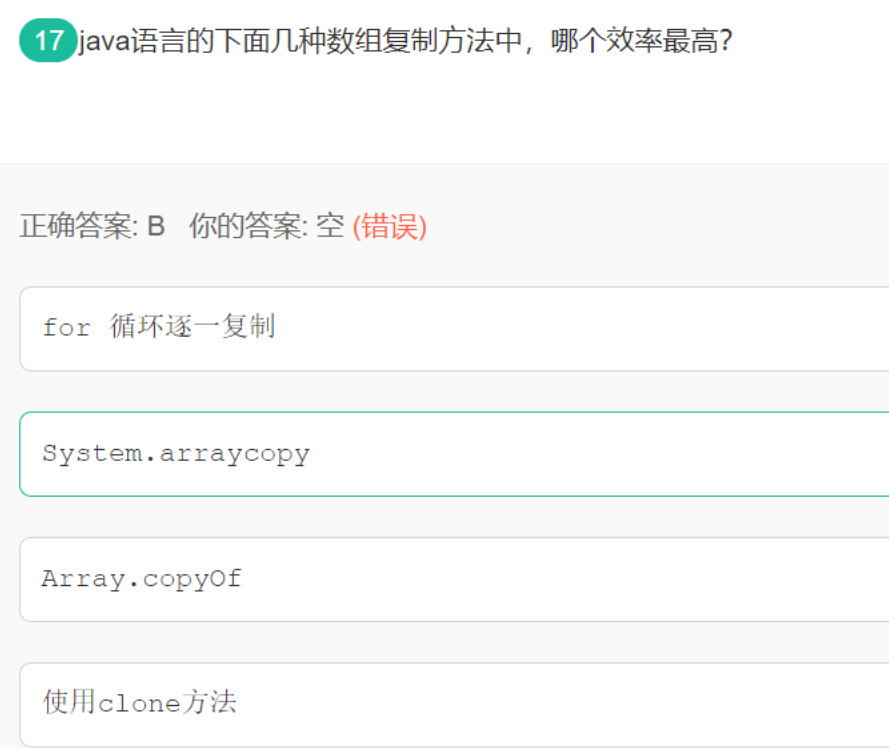 17 java语言的下面几种数组复制方法中，哪个效率最高？
正确答案: B 你的答案: 空 (错误)
for 循环逐一复制
System.arraycopy
Array.copyOf
使用clone方法